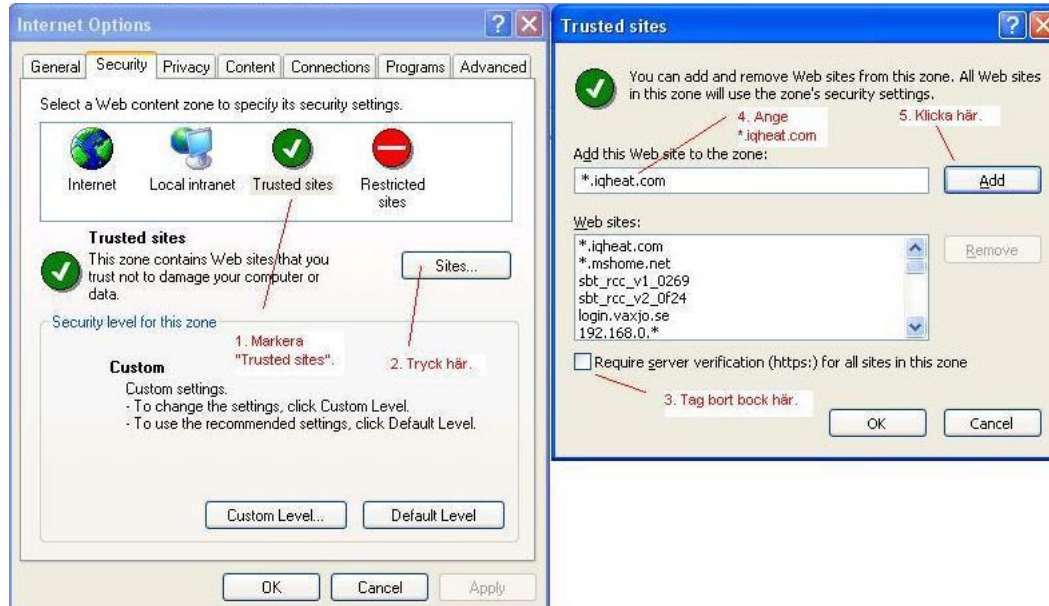 Internet Options
General Security Privacy Content Connections Programs Advanced
Select a Web content zone to specify its security settings.
Internet Local intranet Trusted sites Restricted
sites
Trusted sites
This zone contains Web sites that you
trust not to damage your computer or
data.
Sites...
Security level for this zone
1. Markera
"Trusted sites".
2. Tryck här.
Custom
Custom settings.
- To change the settings, click Custom Level.
- To use the recommended settings, click Default Level.
Custom Level... Default Level
OK Cancel Apply
Trusted sites
You can add and remove Web sites from this zone. All Web sites
in this zone will use the zone's security settings.
4. Ange
*.iqheat.com
5. Klicka här.
Add this Web site to the zone:
*.iqheat.com
Add
Web sites:
*.iqheat.com
*.mshome.net
sbt_rcc_v1_0269
sbt_rcc_v2_0f24
login.vaxjo.se
192.168.0.*
Remove
Require server verification (https:) for all sites in this zone
3. Tag bort bock här.
OK Cancel